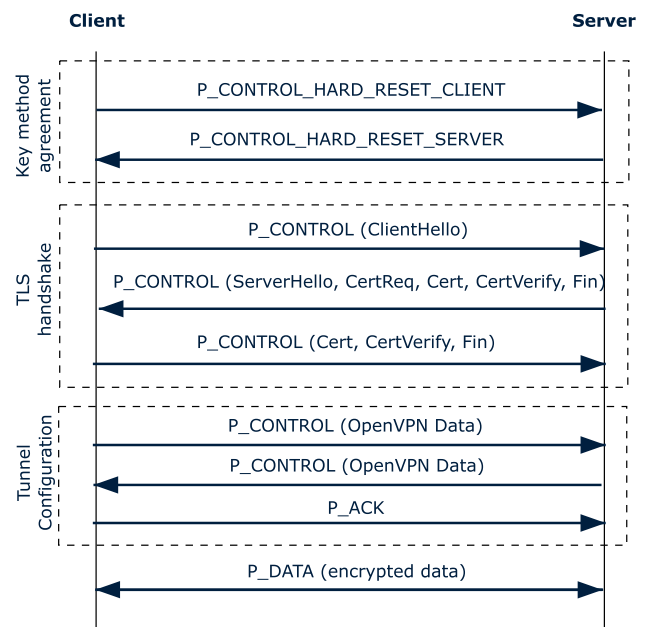 Client
Server
Key method
agreement
P_CONTROL_HARD_RESET_CLIENT
P_CONTROL_HARD_RESET_SERVER
TLS
handshake
P_CONTROL (ClientHello)
P_CONTROL (ServerHello, CertReq, Cert, CertVerify, Fin)
P_CONTROL (Cert, CertVerify, Fin)
Tunnel
Configuration
P_CONTROL (OpenVPN Data)
P_CONTROL (OpenVPN Data)
P_ACK
P_DATA (encrypted data)